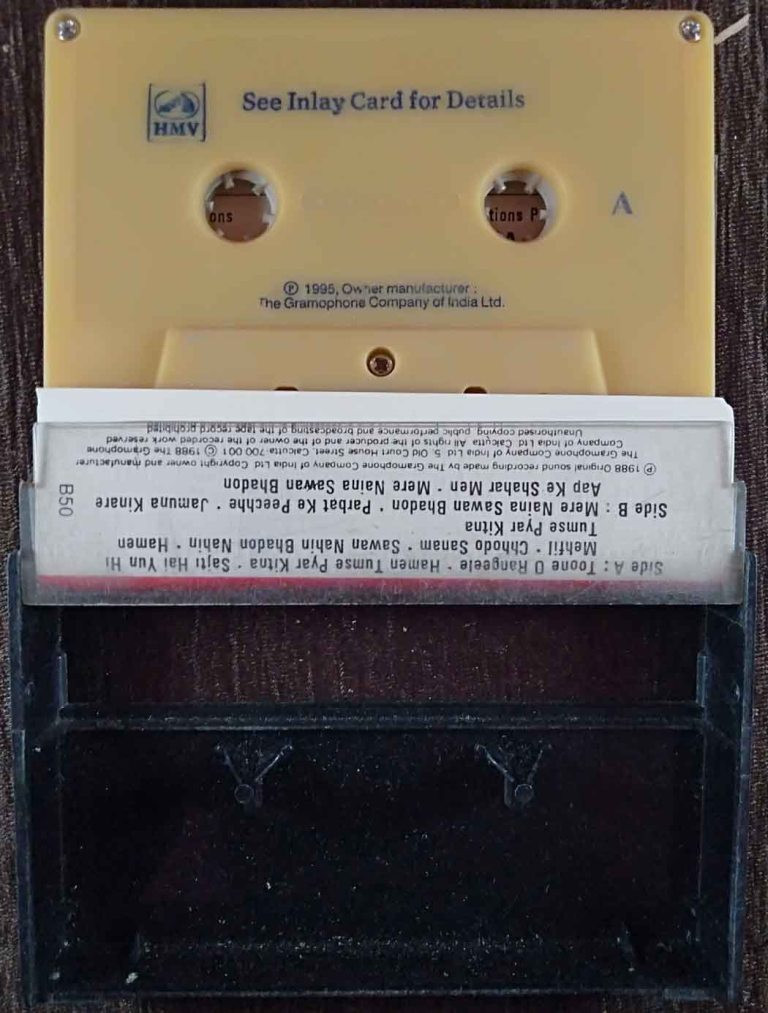 HMV
See Inlay Card for Details
ons
tions P
A
Ⓟ 1995, Owner manufacturer :
The Gramophone Company of India Ltd.
Side A : Toone O Rangeele · Hamen Tumse Pyar Kitna · Sajti Hai Yun Hi
Mehfil · Chhodo Sanam · Sawan Nahin Bhadon Nahin · Hamen
Tumse Pyar Kitna
Side B : Mere Naina Sawan Bhadon · Parbat Ke Peechhe · Jamuna Kinare
Aap Ke Shahar Men · Mere Naina Sawan Bhadon
Ⓟ 1988 Original sound recording made by The Gramophone Company of India Ltd Copyright owner and manufacturer
The Gramophone Company of India Ltd 5, Old Court House Street, Calcutta-700 001 © 1988 The Gramophone
Company of India Ltd Calcutta All rights of the producer and of the owner of the recorded work reserved
Unauthorised copying public performance and broadcasting of the tape record prohibited
B50